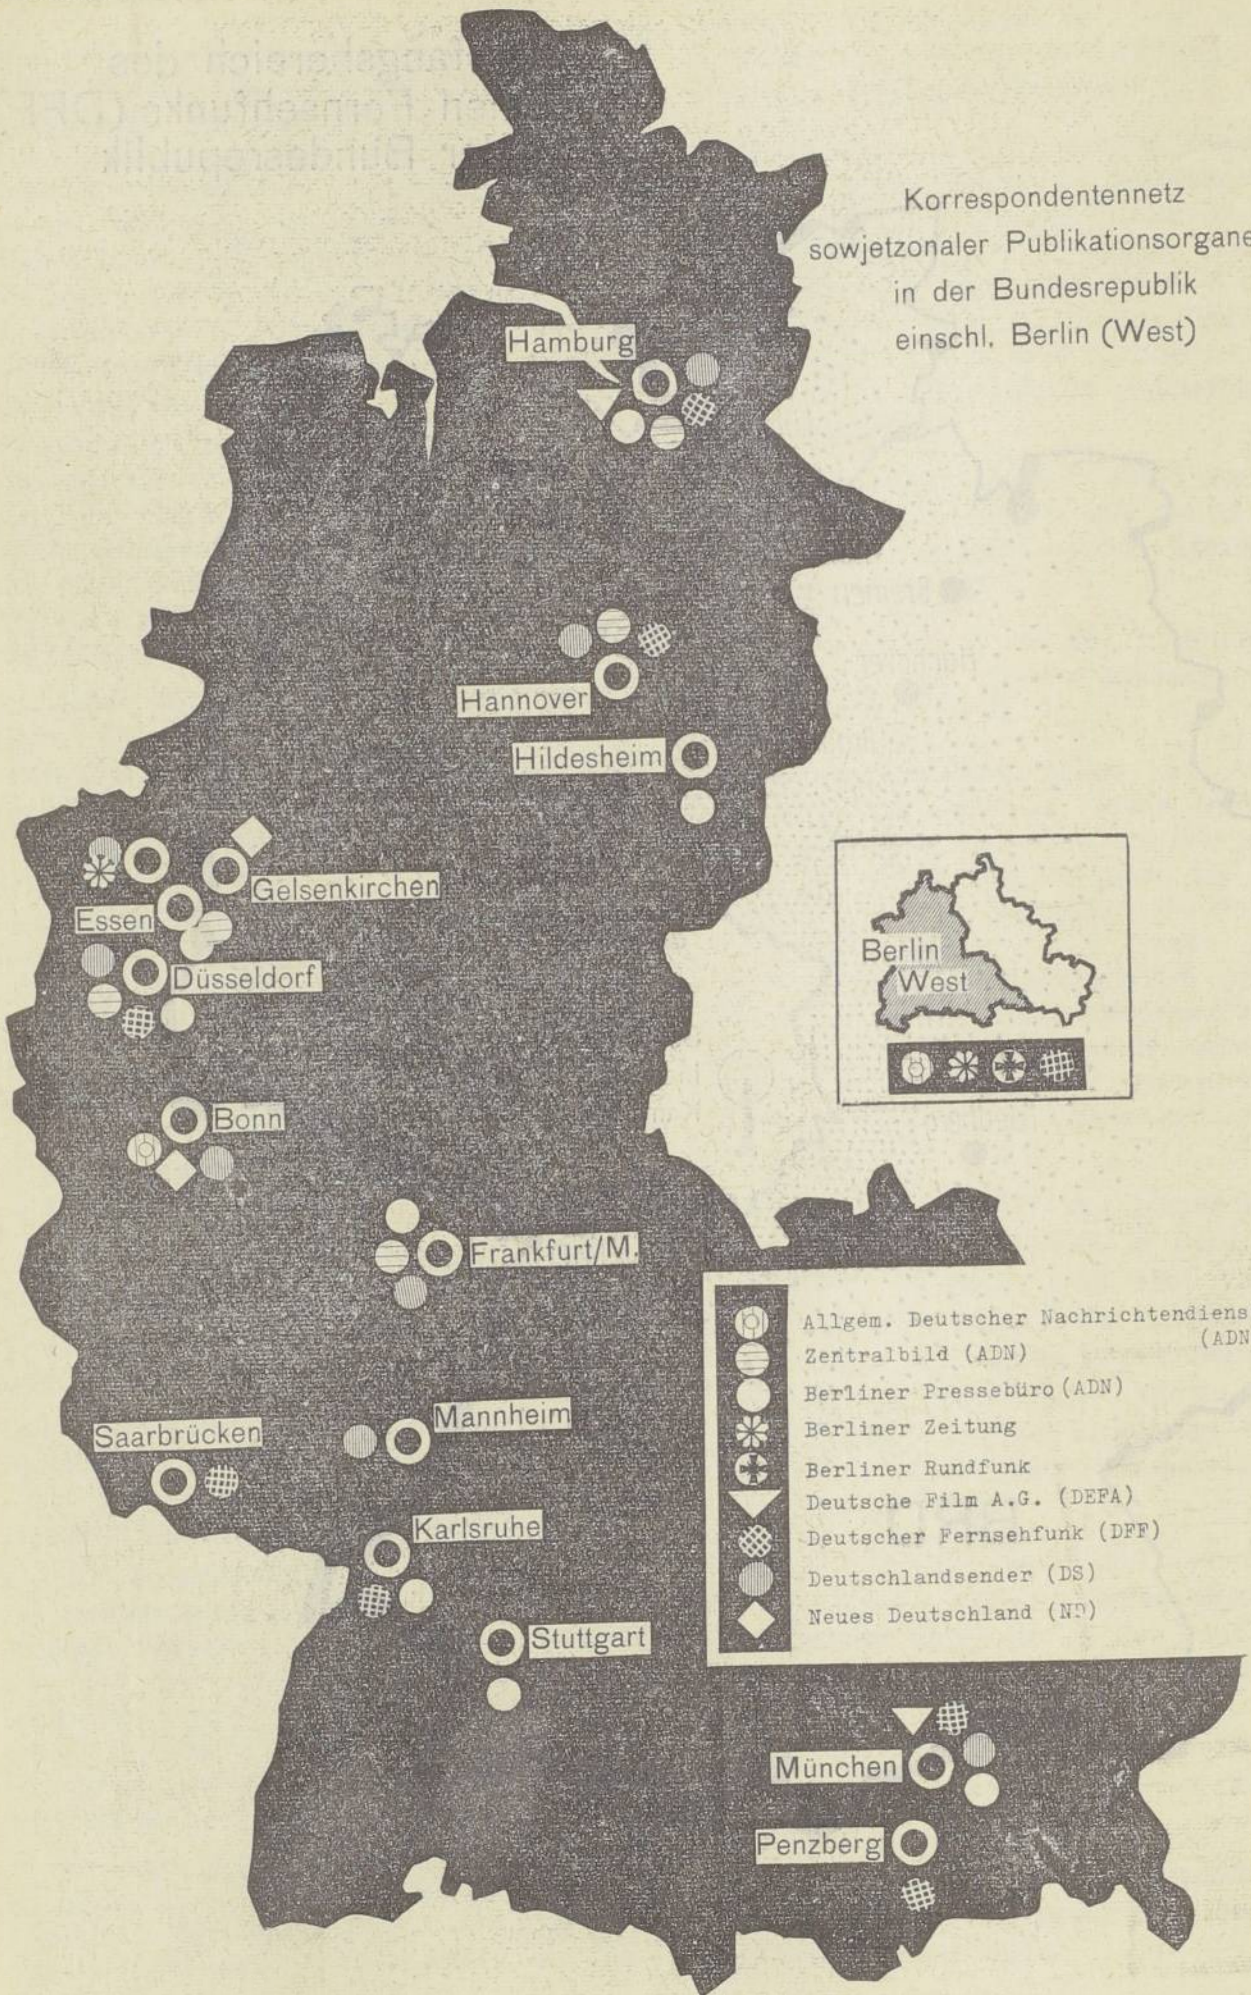 Korrespondentennetz
sowjetzonaler Publikationsorgane
in der Bundesrepublik
einschl. Berlin (West)
Hamburg
Hannover
Hildesheim
Gelsenkirchen
Essen
Düsseldorf
Berlin
West
Bonn
Frankfurt/M.
Allgem. Deutscher Nachrichtendiens
(ADN
Zentralbild (ADN)
Berliner Pressebüro (ADN)
Berliner Zeitung
Berliner Rundfunk
Deutsche Film A.G. (DEFA)
Deutscher Fernsehfunk (DFF)
Deutschlandsender (DS)
Neues Deutschland (ND)
Mannheim
Saarbrücken
Karlsruhe
Stuttgart
München
Penzberg